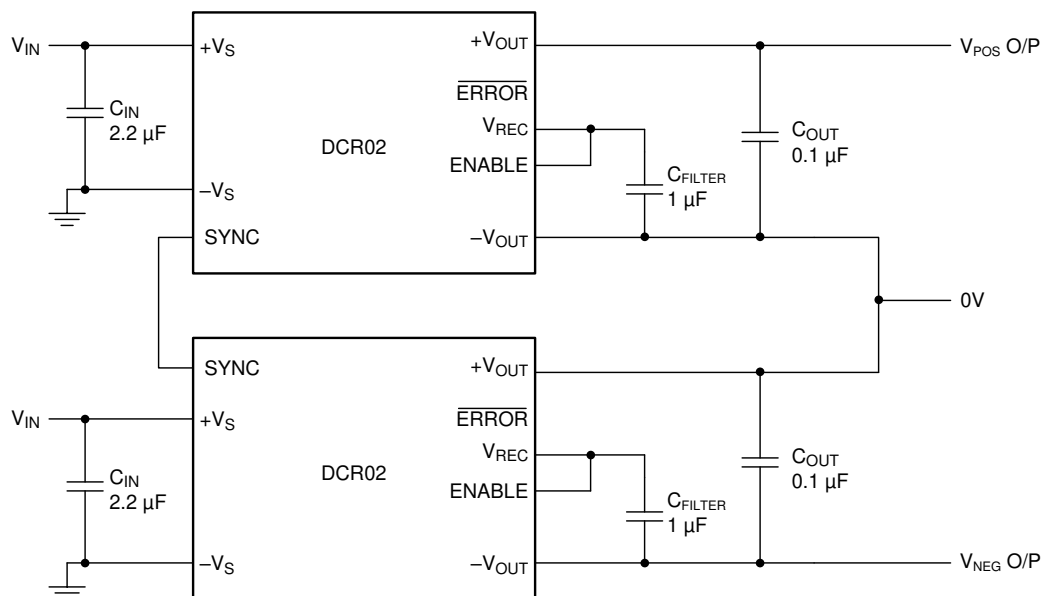 V_IN
+V_S
C_IN
2.2 µF
–V_S
SYNC
DCR02
+V_OUT
ERROR
V_REC
ENABLE
–V_OUT
C_FILTER
1 µF
C_OUT
0.1 µF
V_POS O/P
0V
SYNC
V_IN
+V_S
C_IN
2.2 µF
–V_S
DCR02
+V_OUT
ERROR
V_REC
ENABLE
–V_OUT
C_FILTER
1 µF
C_OUT
0.1 µF
V_NEG O/P